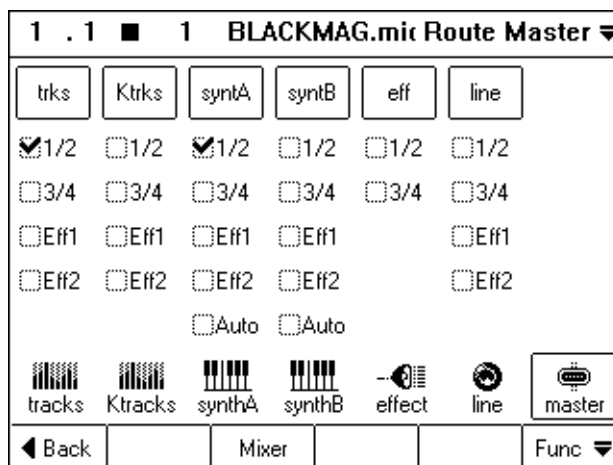 1 .1 ■ 1 BLACKMAG.mic Route Master
trks Ktrks syntA syntB eff line
1/2 1/2 1/2 1/2 1/2 1/2
3/4 3/4 3/4 3/4 3/4 3/4
Eff1 Eff1 Eff1 Eff1 Eff1
Eff2 Eff2 Eff2 Eff2 Eff2
Auto Auto
tracks Ktracks synthA synthB effect line master
Back Mixer Func